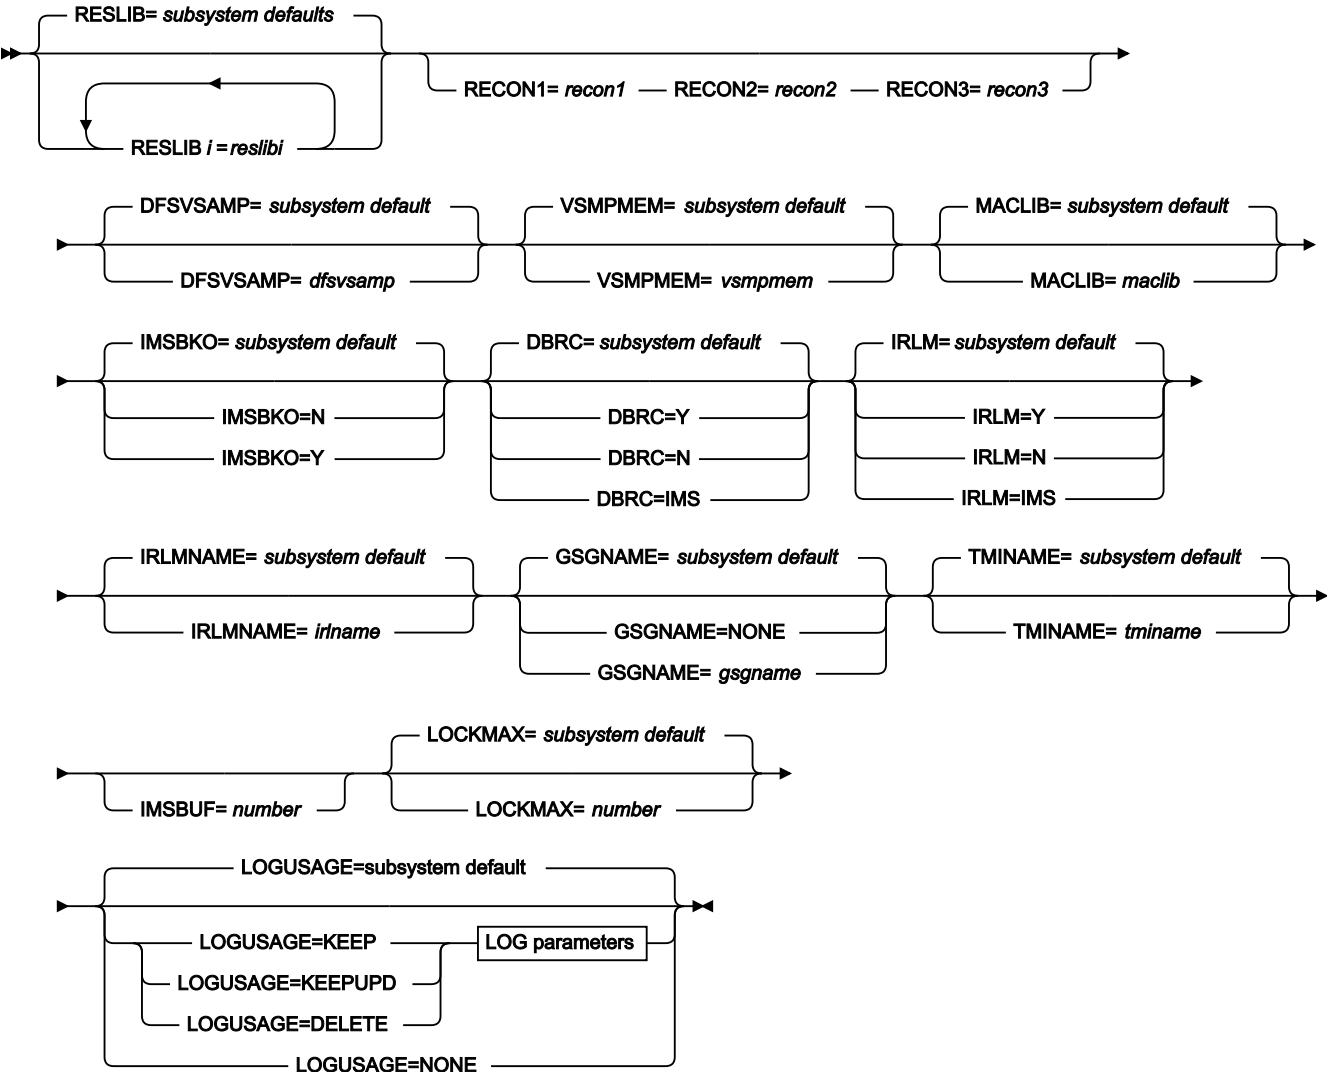 RESLIB= subsystem defaults
RECON1= recon1 RECON2= recon2 RECON3= recon3
RESLIB i =reslibi
DFSVSAMP= subsystem default VSMPMEM= subsystem default MACLIB= subsystem default
DFSVSAMP= dfsvsamp VSMPMEM= vsmpmem MACLIB= maclib
IMSBKO= subsystem default DBRC= subsystem default IRLM= subsystem default
IMSBKO=N DBRC=Y IRLM=Y
IMSBKO=Y DBRC=N IRLM=N
DBRC=IMS IRLM=IMS
IRLMNAME= subsystem default GSGNAME= subsystem default TMINAME= subsystem default
IRLMNAME= irlname GSGNAME=NONE TMINAME= tminame
GSGNAME= gsgname
LOCKMAX= subsystem default
IMSBUF= number LOCKMAX= number
LOGUSAGE=subsystem default
LOGUSAGE=KEEP LOG parameters
LOGUSAGE=KEEPUPD
LOGUSAGE=DELETE
LOGUSAGE=NONE